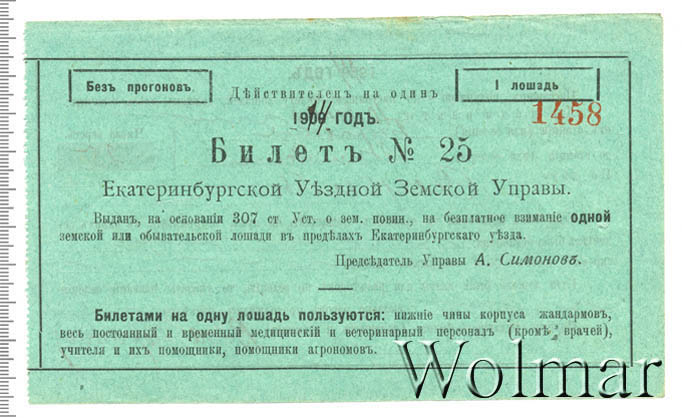 Безъ прогоновъ.
Дѣйствителенъ на одинъ
I лошадь
1458
19 ГОДЪ.
Билетъ № 25
Екатеринбургской Уѣздной Земской Управы.
Выданъ, на основаніи 307 ст. Уст. о зем. повин., на безплатное взиманіе одной
земской или обывательской лошади въ предѣлахъ Екатеринбургскаго уѣзда.
Предсѣдатель Управы А. Симоновъ.
Билетами на одну лошадь пользуются: нижніе чины корпуса жандармовъ,
весь постоянный и временный медицинскій и ветеринарный персоналъ (кромѣ врачей),
учителя и ихъ помощники, помощники агрономовъ.
Wolmar